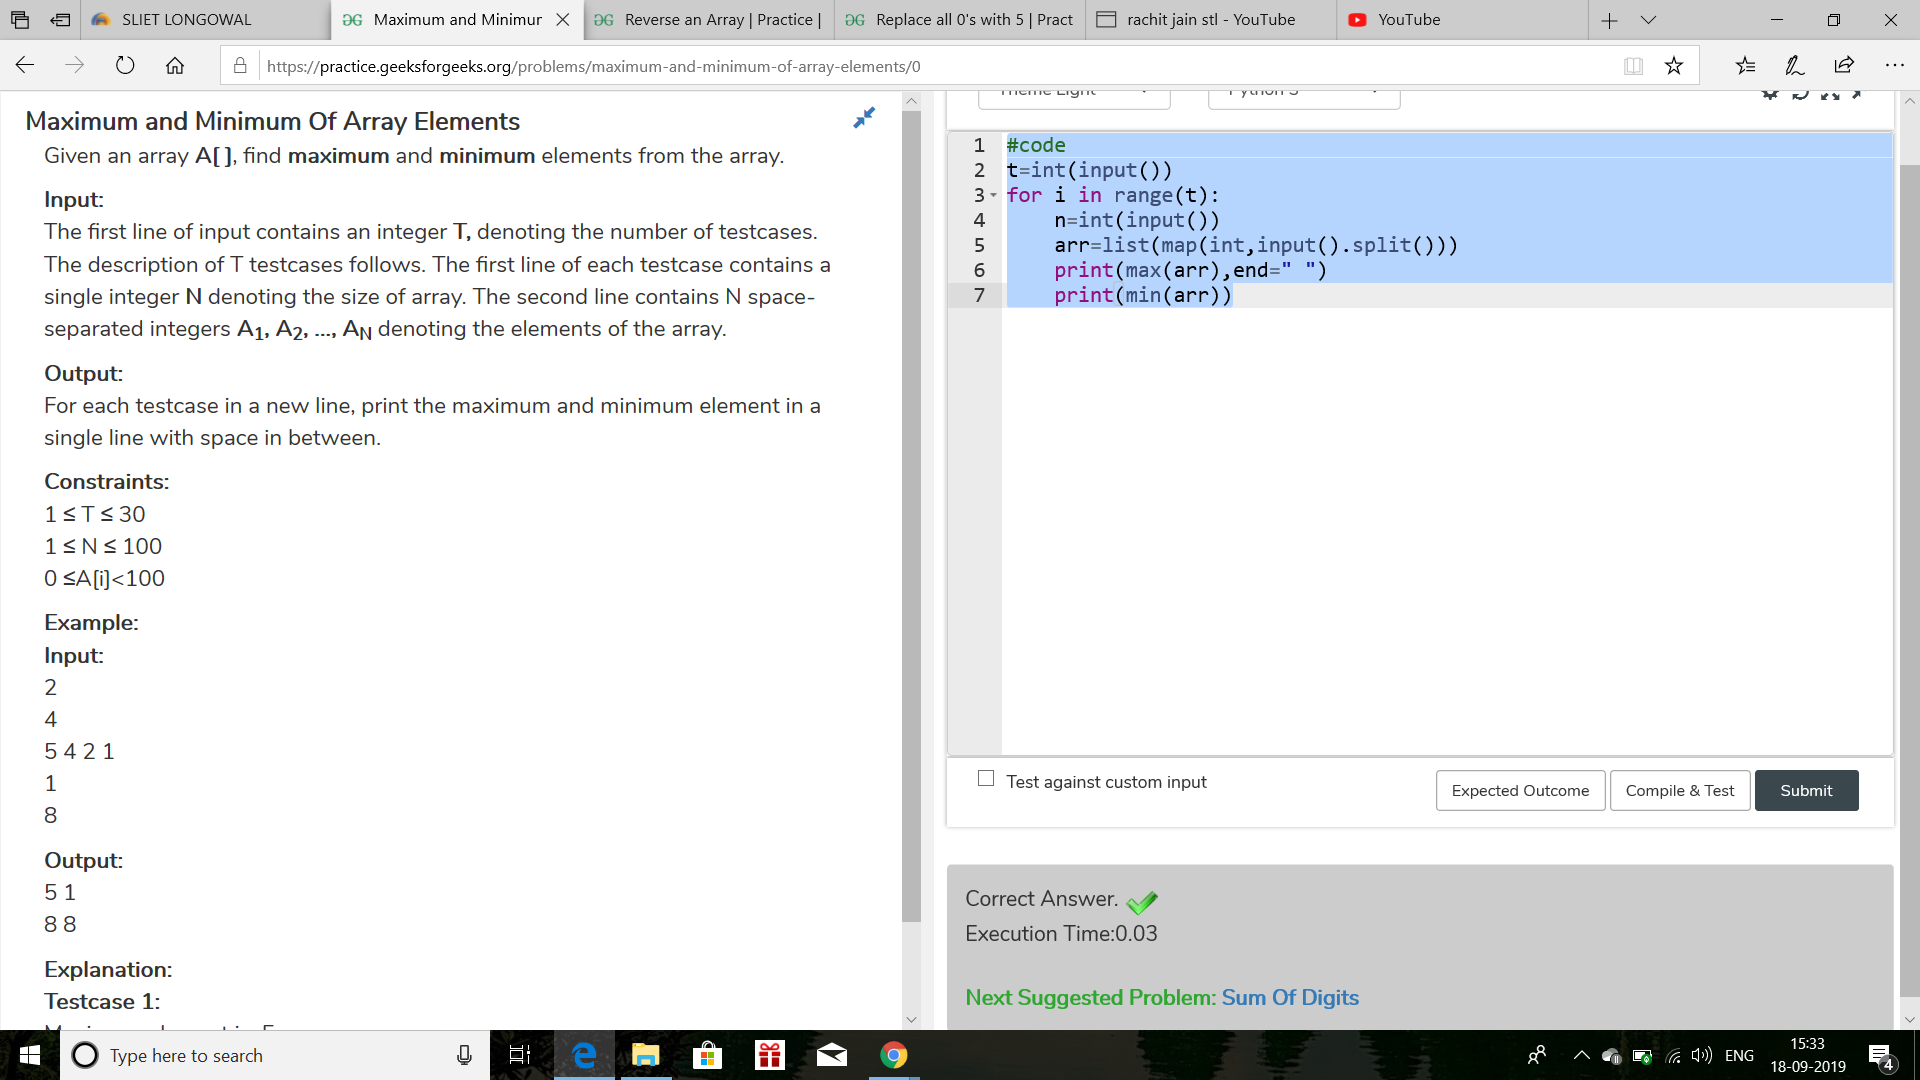 SLIET LONGOWAL
Maximum and Minimur
Reverse an Array | Practice |
Replace all 0's with 5 | Pract
rachit jain stl - YouTube
YouTube
https://practice.geeksforgeeks.org/problems/maximum-and-minimum-of-array-elements/0
Maximum and Minimum Of Array Elements
Given an array A[ ], find maximum and minimum elements from the array.
Input:
The first line of input contains an integer T, denoting the number of testcases.
The description of T testcases follows. The first line of each testcase contains a
single integer N denoting the size of array. The second line contains N space-
separated integers A1, A2, ..., AN denoting the elements of the array.
Output:
For each testcase in a new line, print the maximum and minimum element in a
single line with space in between.
Constraints:
1 ≤ T ≤ 30
1 ≤ N ≤ 100
0 ≤A[i]<100
Example:
Input:
2
4
5 4 2 1
1
8
Output:
5 1
8 8
Explanation:
Testcase 1:
Theme Light
Python 3
1 #code
2 t=int(input())
3 for i in range(t):
4 n=int(input())
5 arr=list(map(int,input().split()))
6 print(max(arr),end=" ")
7 print(min(arr))
Test against custom input
Expected Outcome
Compile & Test
Submit
Correct Answer.
Execution Time:0.03
Next Suggested Problem: Sum Of Digits
Type here to search
ENG
15:33
18-09-2019
4